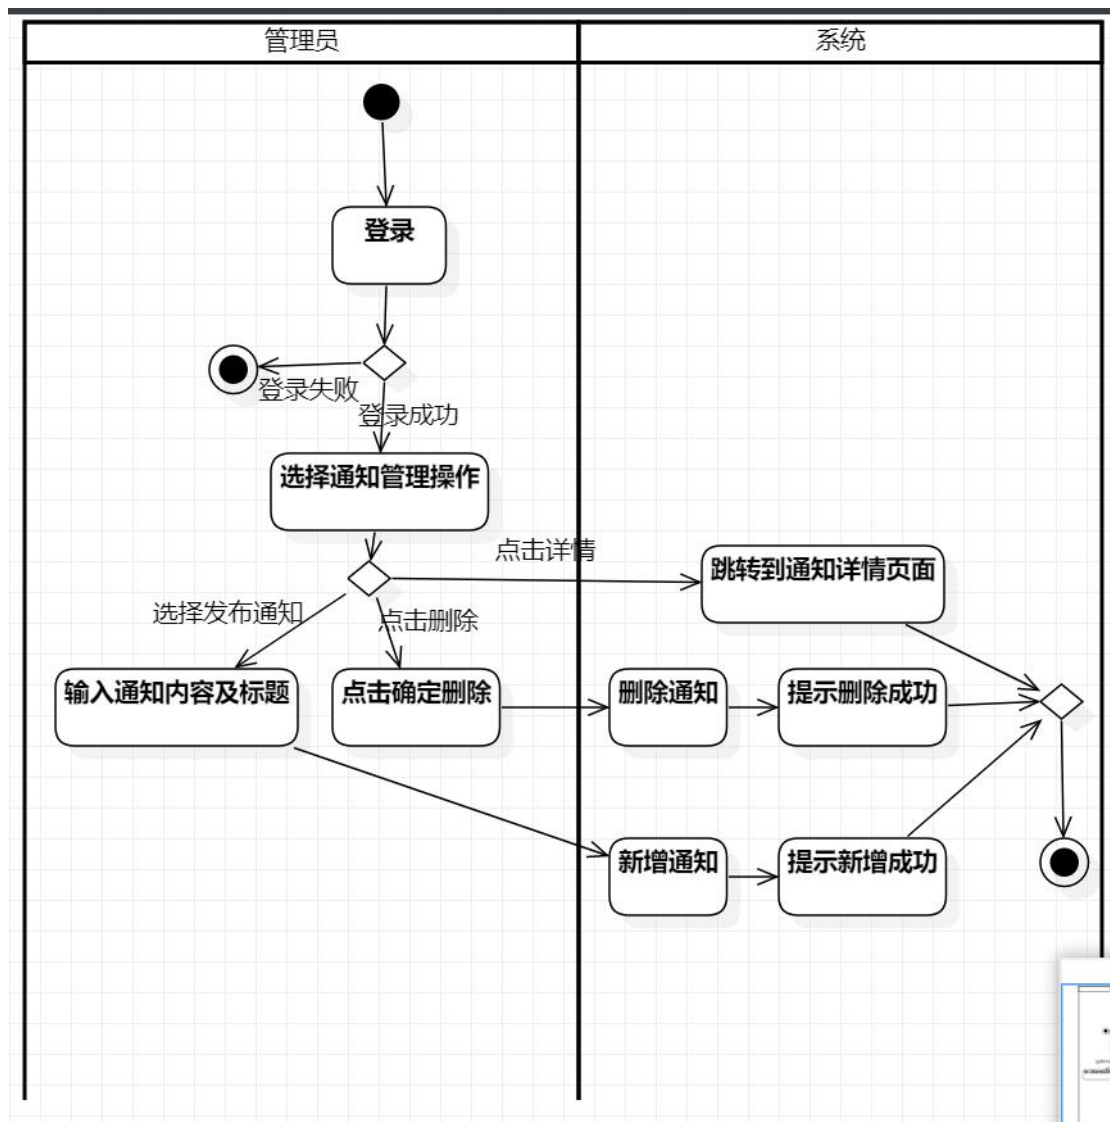 管理员
系统
登录
登录失败
登录成功
选择通知管理操作
点击详情
跳转到通知详情页面
选择发布通知
点击删除
输入通知内容及标题
点击确定删除
删除通知
提示删除成功
新增通知
提示新增成功